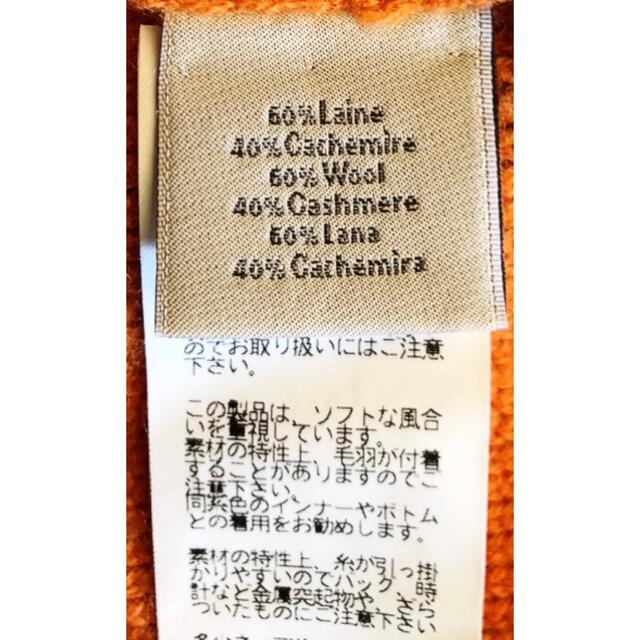 60%Laine
40%Cachemire
60%Wool
40%Cashmere
60%Lana
40%Cachemira
のでお取り扱いにはご注意
下さい。
この製品は、ソフトな風合
いを重視しています。
素材の特性上、毛羽が付着
することがありますのでご
注意下さい。
同系色のインナーやボトム
との着用をお勧めします。
素材の特性上、糸が引っ掛
かりやすいのでバック 時
計など金属突起物や ざらざら
ついたものにご注意下さい